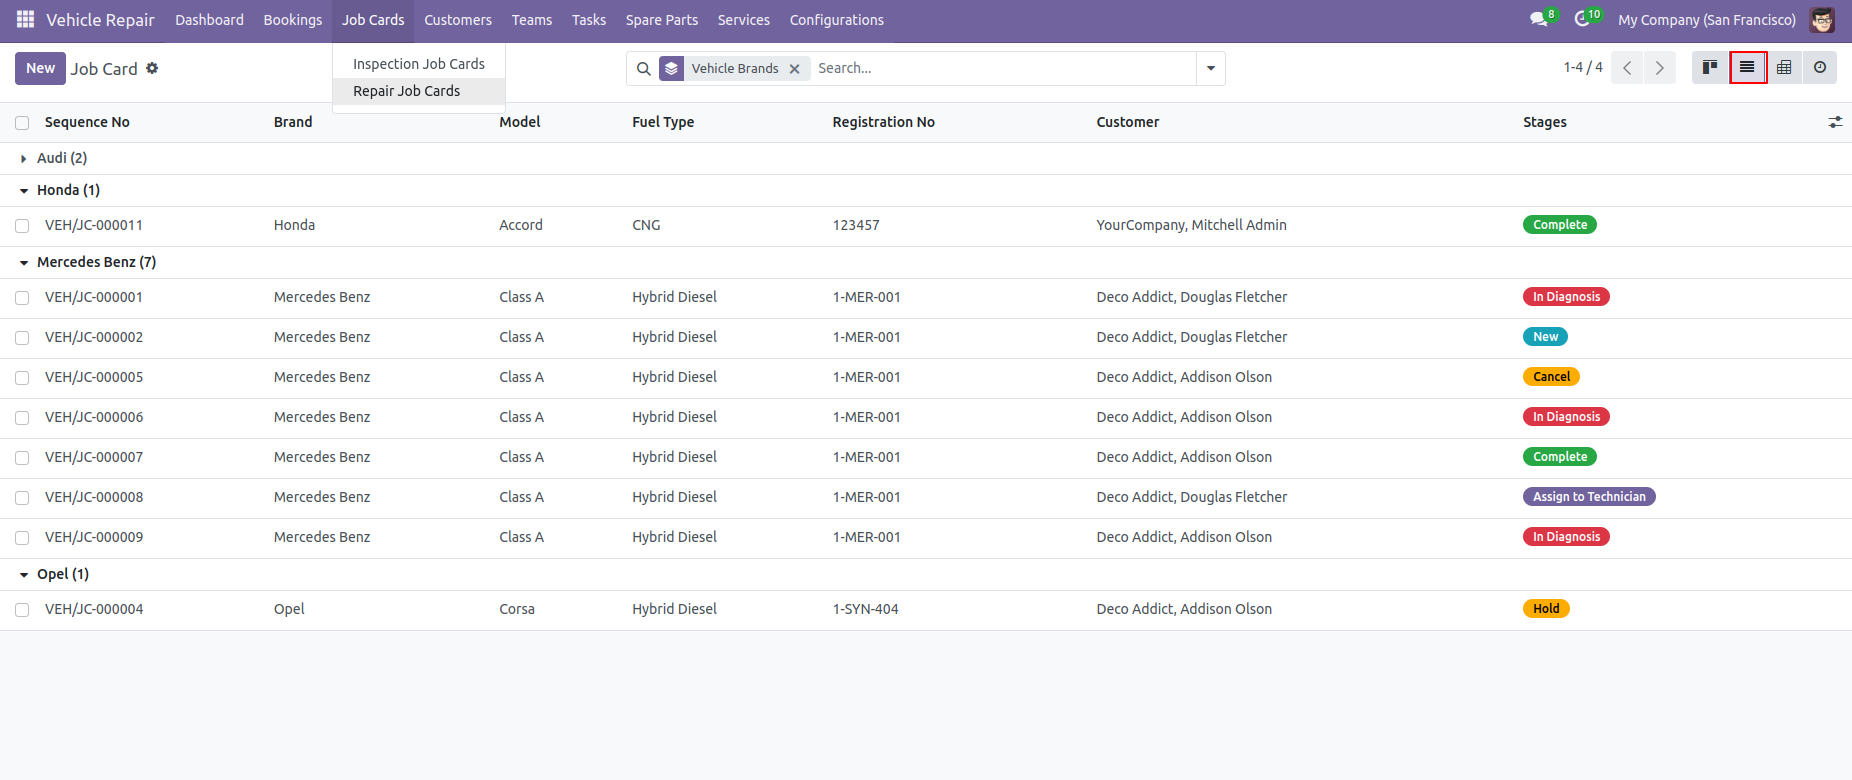 Vehicle Repair Dashboard Bookings Job Cards Customers Teams Tasks Spare Parts Services Configurations 8 10 My Company (San Francisco)
Inspection Job Cards
Repair Job Cards
New Job Card Vehicle Brands Search... 1-4 / 4
Sequence No Brand Model Fuel Type Registration No Customer Stages
Audi (2)
Honda (1)
VEH/JC-000011 Honda Accord CNG 123457 YourCompany, Mitchell Admin Complete
Mercedes Benz (7)
VEH/JC-000001 Mercedes Benz Class A Hybrid Diesel 1-MER-001 Deco Addict, Douglas Fletcher In Diagnosis
VEH/JC-000002 Mercedes Benz Class A Hybrid Diesel 1-MER-001 Deco Addict, Douglas Fletcher New
VEH/JC-000005 Mercedes Benz Class A Hybrid Diesel 1-MER-001 Deco Addict, Addison Olson Cancel
VEH/JC-000006 Mercedes Benz Class A Hybrid Diesel 1-MER-001 Deco Addict, Addison Olson In Diagnosis
VEH/JC-000007 Mercedes Benz Class A Hybrid Diesel 1-MER-001 Deco Addict, Addison Olson Complete
VEH/JC-000008 Mercedes Benz Class A Hybrid Diesel 1-MER-001 Deco Addict, Douglas Fletcher Assign to Technician
VEH/JC-000009 Mercedes Benz Class A Hybrid Diesel 1-MER-001 Deco Addict, Addison Olson In Diagnosis
Opel (1)
VEH/JC-000004 Opel Corsa Hybrid Diesel 1-SYN-404 Deco Addict, Addison Olson Hold